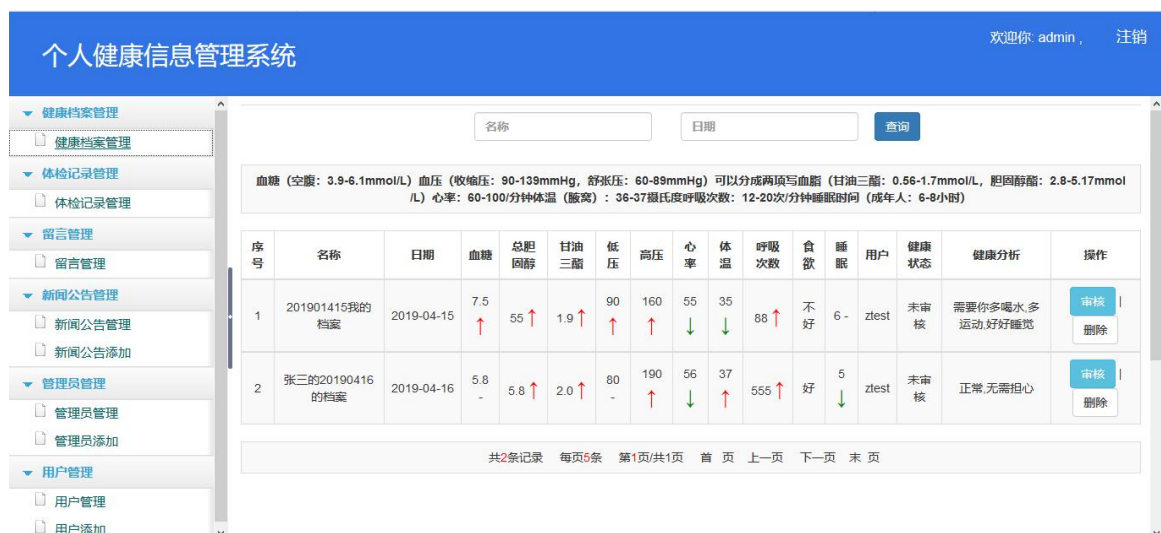 个人健康信息管理系统
欢迎你: admin ,
注销
健康档案管理
健康档案管理
体检记录管理
体检记录管理
留言管理
留言管理
新闻公告管理
新闻公告管理
新闻公告添加
管理员管理
管理员管理
管理员添加
用户管理
用户管理
用户添加
名称 日期 查询
血糖（空腹：3.9-6.1mmol/L）血压（收缩压：90-139mmHg，舒张压：60-89mmHg）可以分成两项写血脂（甘油三酯：0.56-1.7mmol/L，胆固醇酯：2.8-5.17mmol
/L）心率：60-100/分钟体温（腋窝）：36-37摄氏度呼吸次数：12-20次/分钟睡眠时间（成年人：6-8小时）
序号 名称 日期 血糖 总胆固醇 甘油三酯 低压 高压 心率 体温 呼吸次数 食欲 睡眠 用户 健康状态 健康分析 操作
1 201901415我的档案 2019-04-15 7.5↑ 55↑ 1.9↑ 90↑ 160↑ 55↓ 35↓ 88↑ 不好 6 - ztest 未审核 需要你多喝水,多运动,好好睡觉 审核 | 删除
2 张三的20190416的档案 2019-04-16 5.8 - 5.8↑ 2.0↑ 80 - 190↑ 56↓ 37↑ 555↑ 好 5↓ ztest 未审核 正常,无需担心 审核 | 删除
共2条记录 每页5条 第1页/共1页 首 页 上一页 下一页 末 页